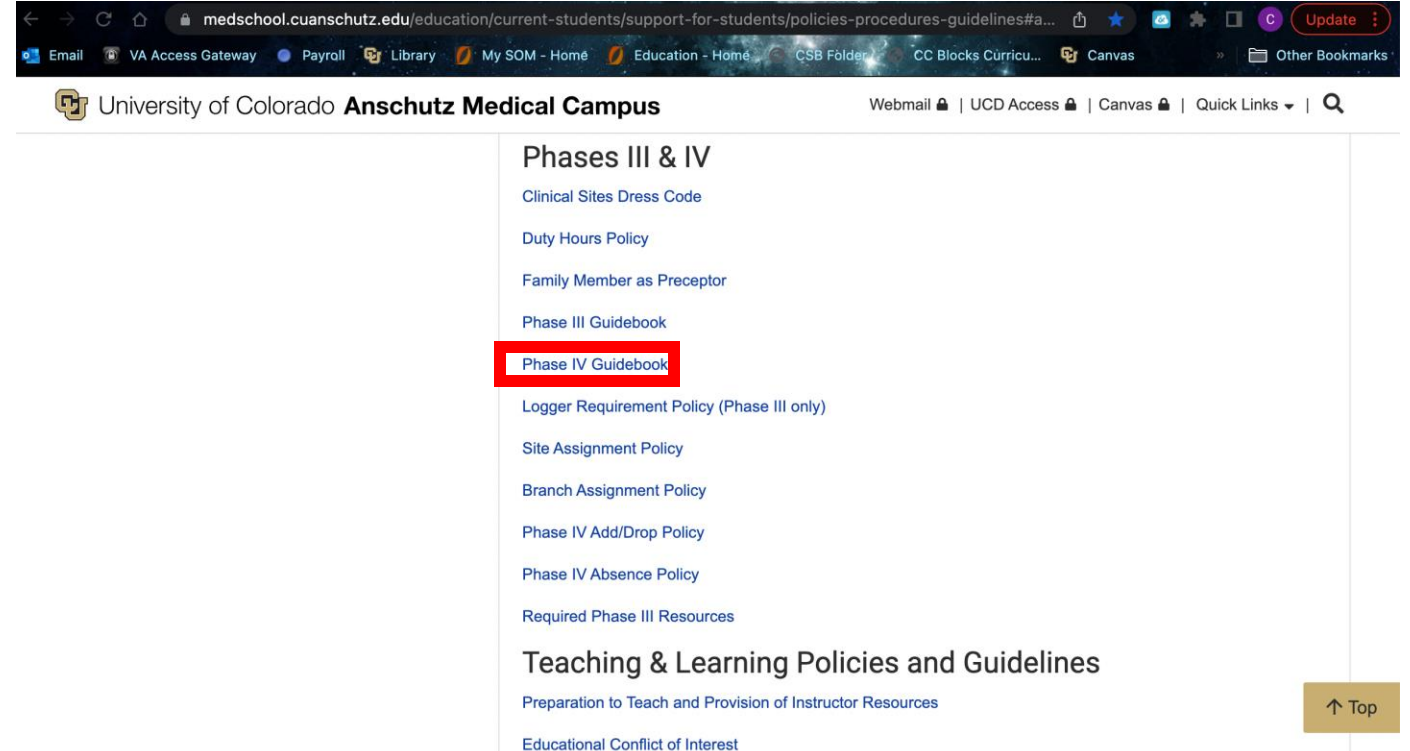 medschool.cuanschutz.edu/education/current-students/support-for-students/policies-procedures-guidelines#a...
C
Update
Email
VA Access Gateway
Payroll
Library
My SOM - Home
Education - Home
CSB Folder
CC Blocks Curricu...
Canvas
»
Other Bookmarks
University of Colorado Anschutz Medical Campus
Webmail | UCD Access | Canvas | Quick Links |
Phases III & IV
Clinical Sites Dress Code
Duty Hours Policy
Family Member as Preceptor
Phase III Guidebook
Phase IV Guidebook
Logger Requirement Policy (Phase III only)
Site Assignment Policy
Branch Assignment Policy
Phase IV Add/Drop Policy
Phase IV Absence Policy
Required Phase III Resources
Teaching & Learning Policies and Guidelines
Preparation to Teach and Provision of Instructor Resources
Educational Conflict of Interest
↑ Top